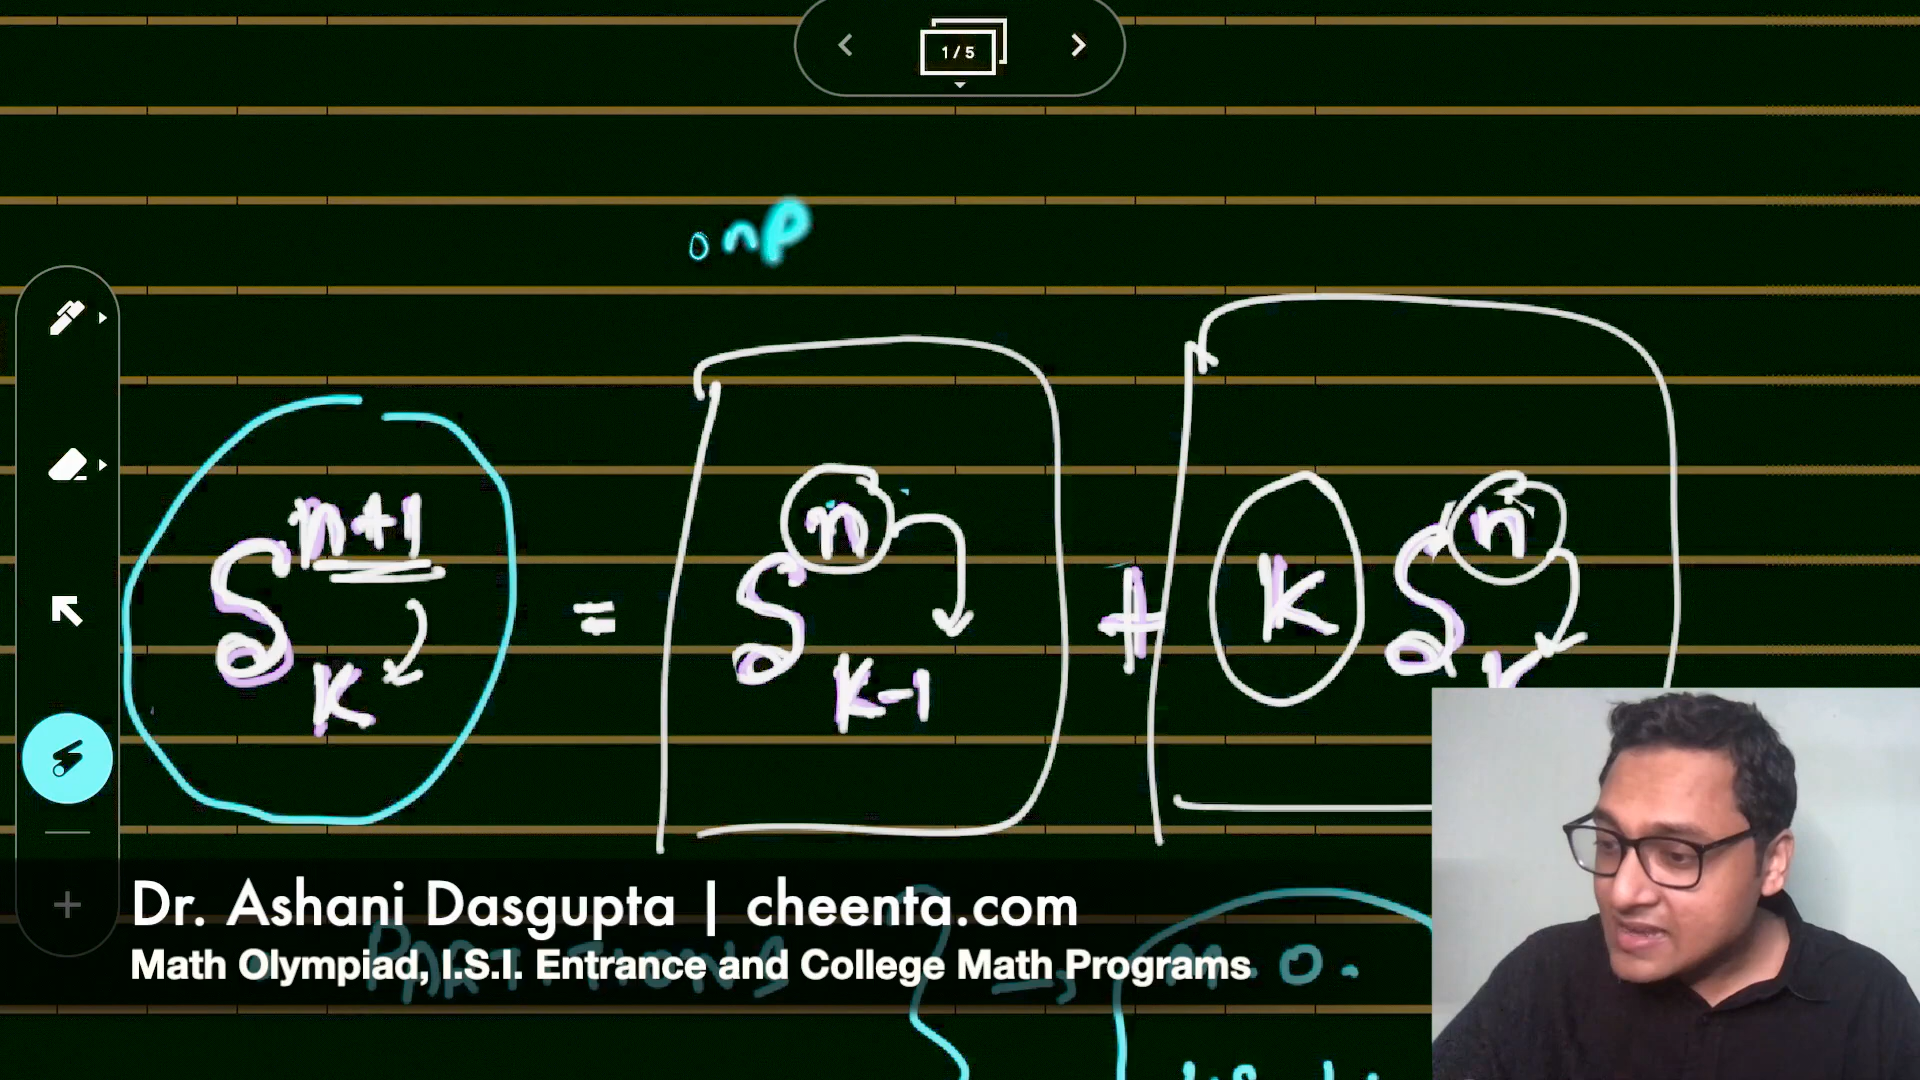 1 / 5
onp
S^{n+1}_K = S^n_{K-1} + K S^n_K
Dr. Ashani Dasgupta | cheenta.com
PARTITIONS M.O.
Math Olympiad, I.S.I. Entrance and College Math Programs